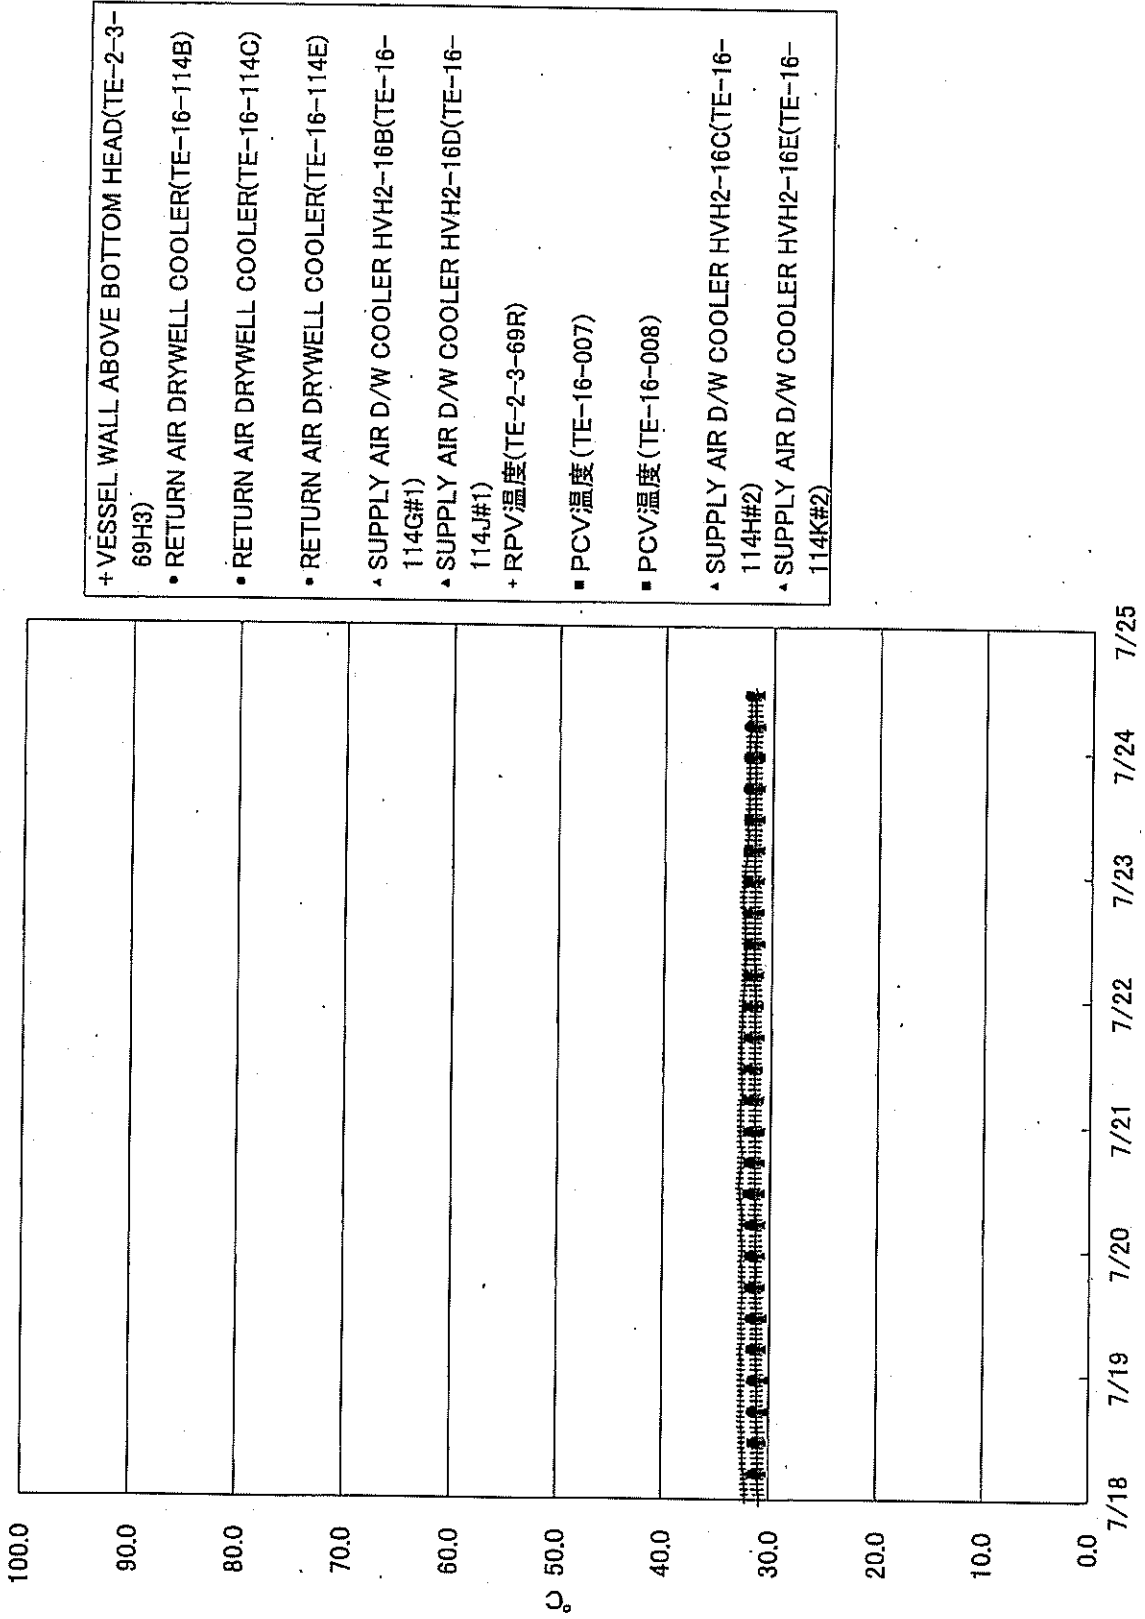 100.0
90.0
80.0
70.0
60.0
50.0
40.0
30.0
20.0
10.0
0.0
℃
7/18
7/19
7/20
7/21
7/22
7/23
7/24
7/25
+VESSEL WALL ABOVE BOTTOM HEAD(TE-2-3-
69H3)
• RETURN AIR DRYWELL COOLER(TE-16-114B)
• RETURN AIR DRYWELL COOLER(TE-16-114C)
• RETURN AIR DRYWELL COOLER(TE-16-114E)
▲ SUPPLY AIR D/W COOLER HVH2-16B(TE-16-
114G#1)
▲ SUPPLY AIR D/W COOLER HVH2-16D(TE-16-
114J#1)
+ RPV温度(TE-2-3-69R)
■ PCV温度(TE-16-007)
■ PCV温度(TE-16-008)
▲ SUPPLY AIR D/W COOLER HVH2-16C(TE-16-
114H#2)
▲ SUPPLY AIR D/W COOLER HVH2-16E(TE-16-
114K#2)